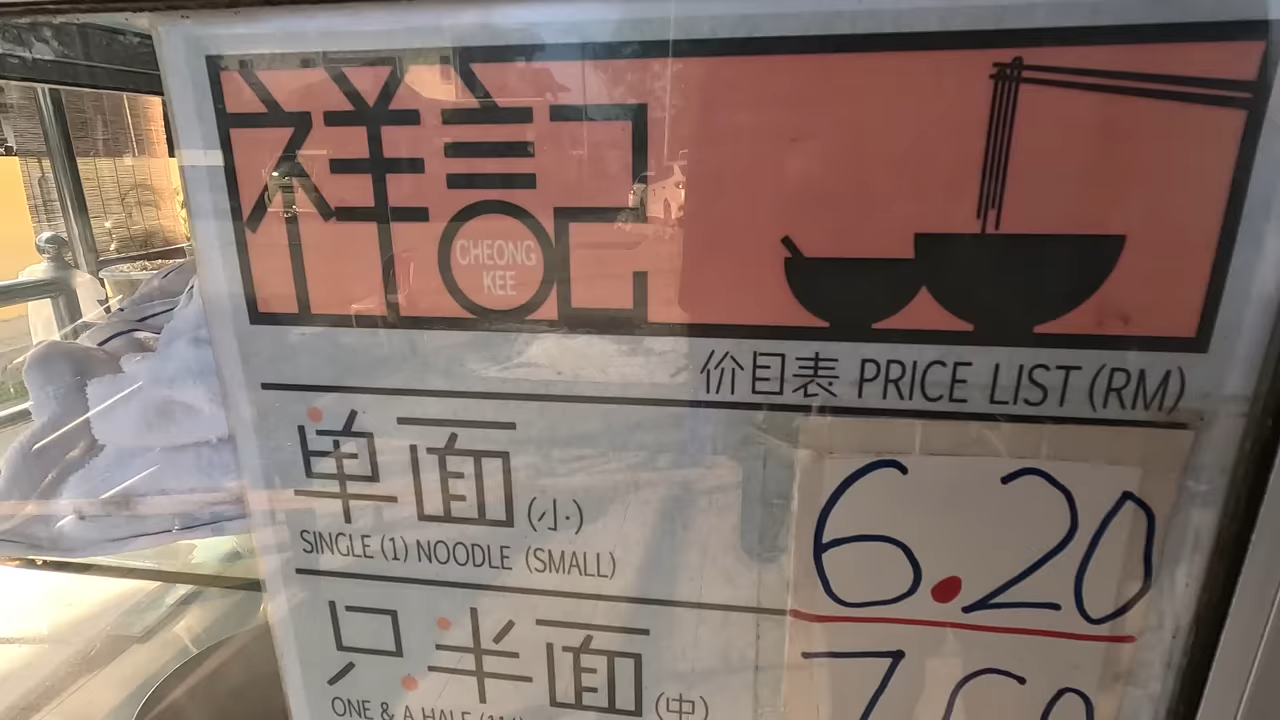 祥記
CHEONG
KEE
价目表 PRICE LIST (RM)
单面 (小)
SINGLE (1) NOODLE (SMALL)
6.20
只半面 (中)
ONE & A HALF